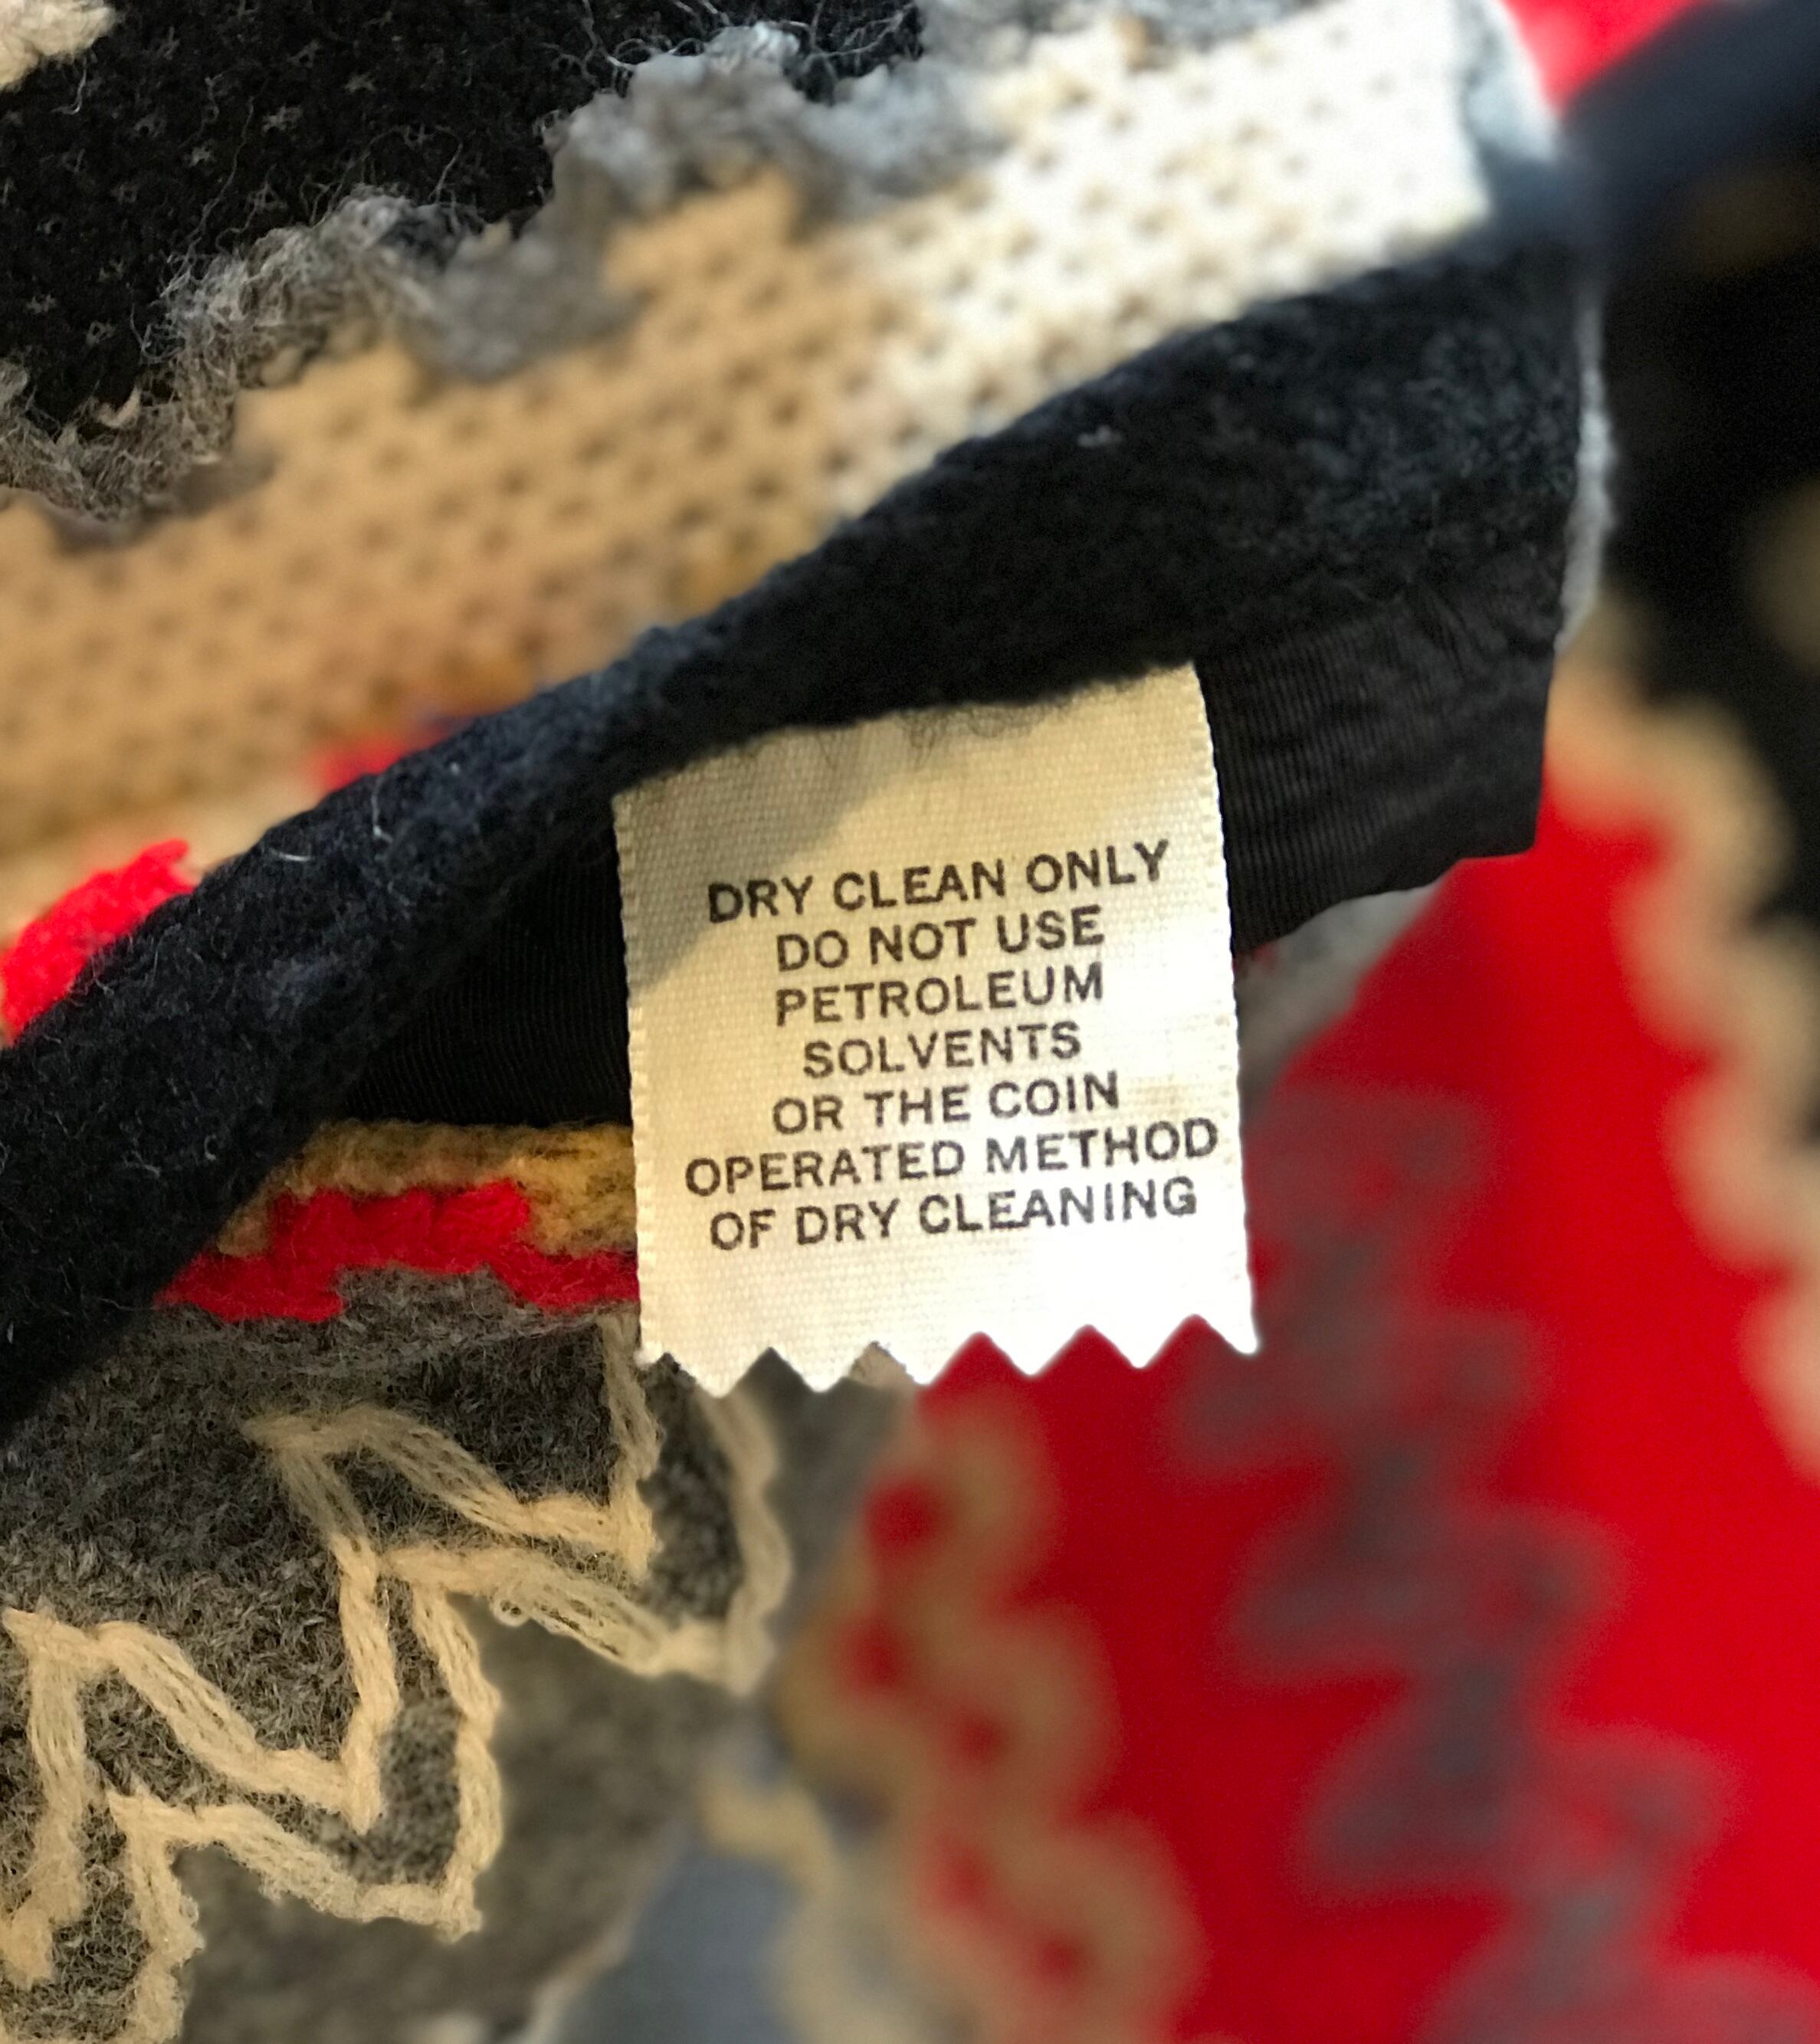 DRY CLEAN ONLY
DO NOT USE
PETROLEUM
SOLVENTS
OR THE COIN
OPERATED METHOD
OF DRY CLEANING